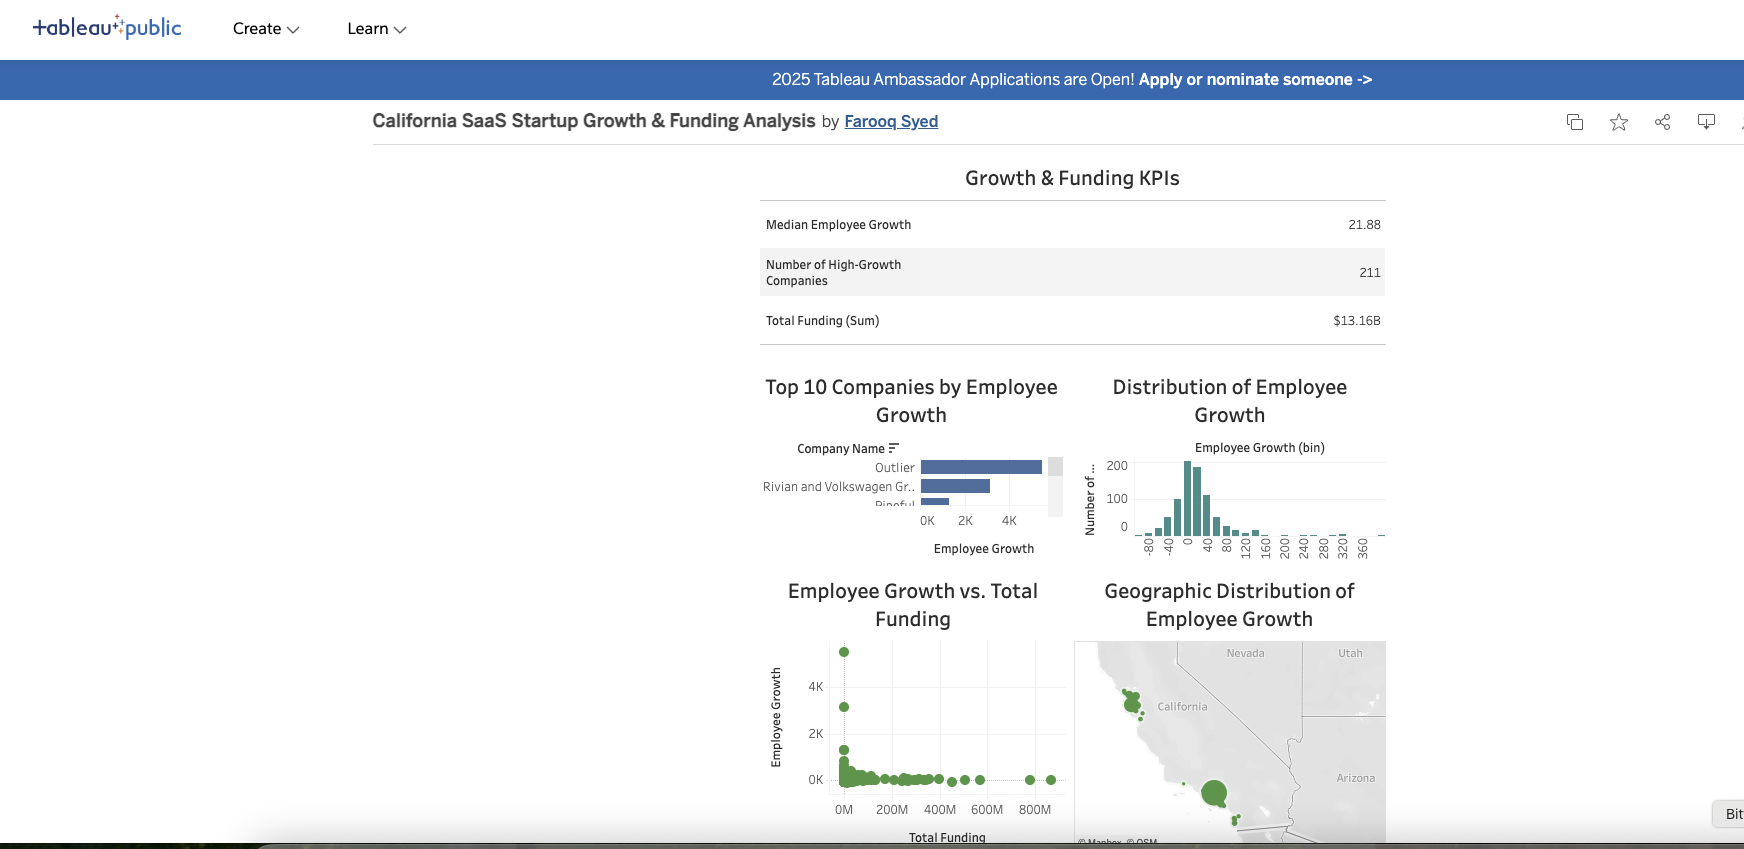 tableau public
Create
Learn
2025 Tableau Ambassador Applications are Open! Apply or nominate someone ->
California SaaS Startup Growth & Funding Analysis by Farooq Syed
Growth & Funding KPIs
Median Employee Growth 21.88
Number of High-Growth
Companies
211
Total Funding (Sum) $13.16B
Top 10 Companies by Employee
Growth
Company Name
Outlier
Rivian and Volkswagen Gr..
0K 2K 4K
Employee Growth
Distribution of Employee
Growth
Employee Growth (bin)
Number of ...
200
100
0
-80 -40 0 40 80 120 160 200 240 280 320 360
Employee Growth vs. Total
Funding
Employee Growth
4K
2K
0K
0M 200M 400M 600M 800M
Total Funding
Geographic Distribution of
Employee Growth
Nevada
Utah
California
Arizona
© Mapbox © OSM
Bit